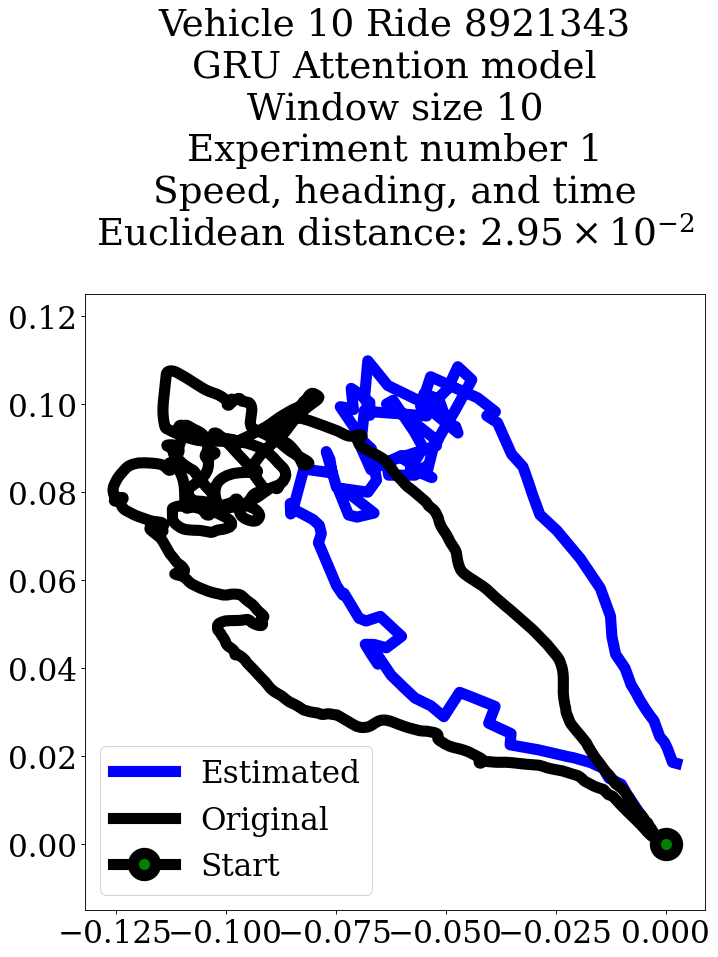 Vehicle 10 Ride 8921343
GRU Attention model
Window size 10
Experiment number 1
Speed, heading, and time
Euclidean distance: 2.95 × 10⁻²
0.12
0.10
0.08
0.06
0.04
0.02
0.00
Estimated
Original
Start
−0.125 −0.100 −0.075 −0.050 −0.025 0.000